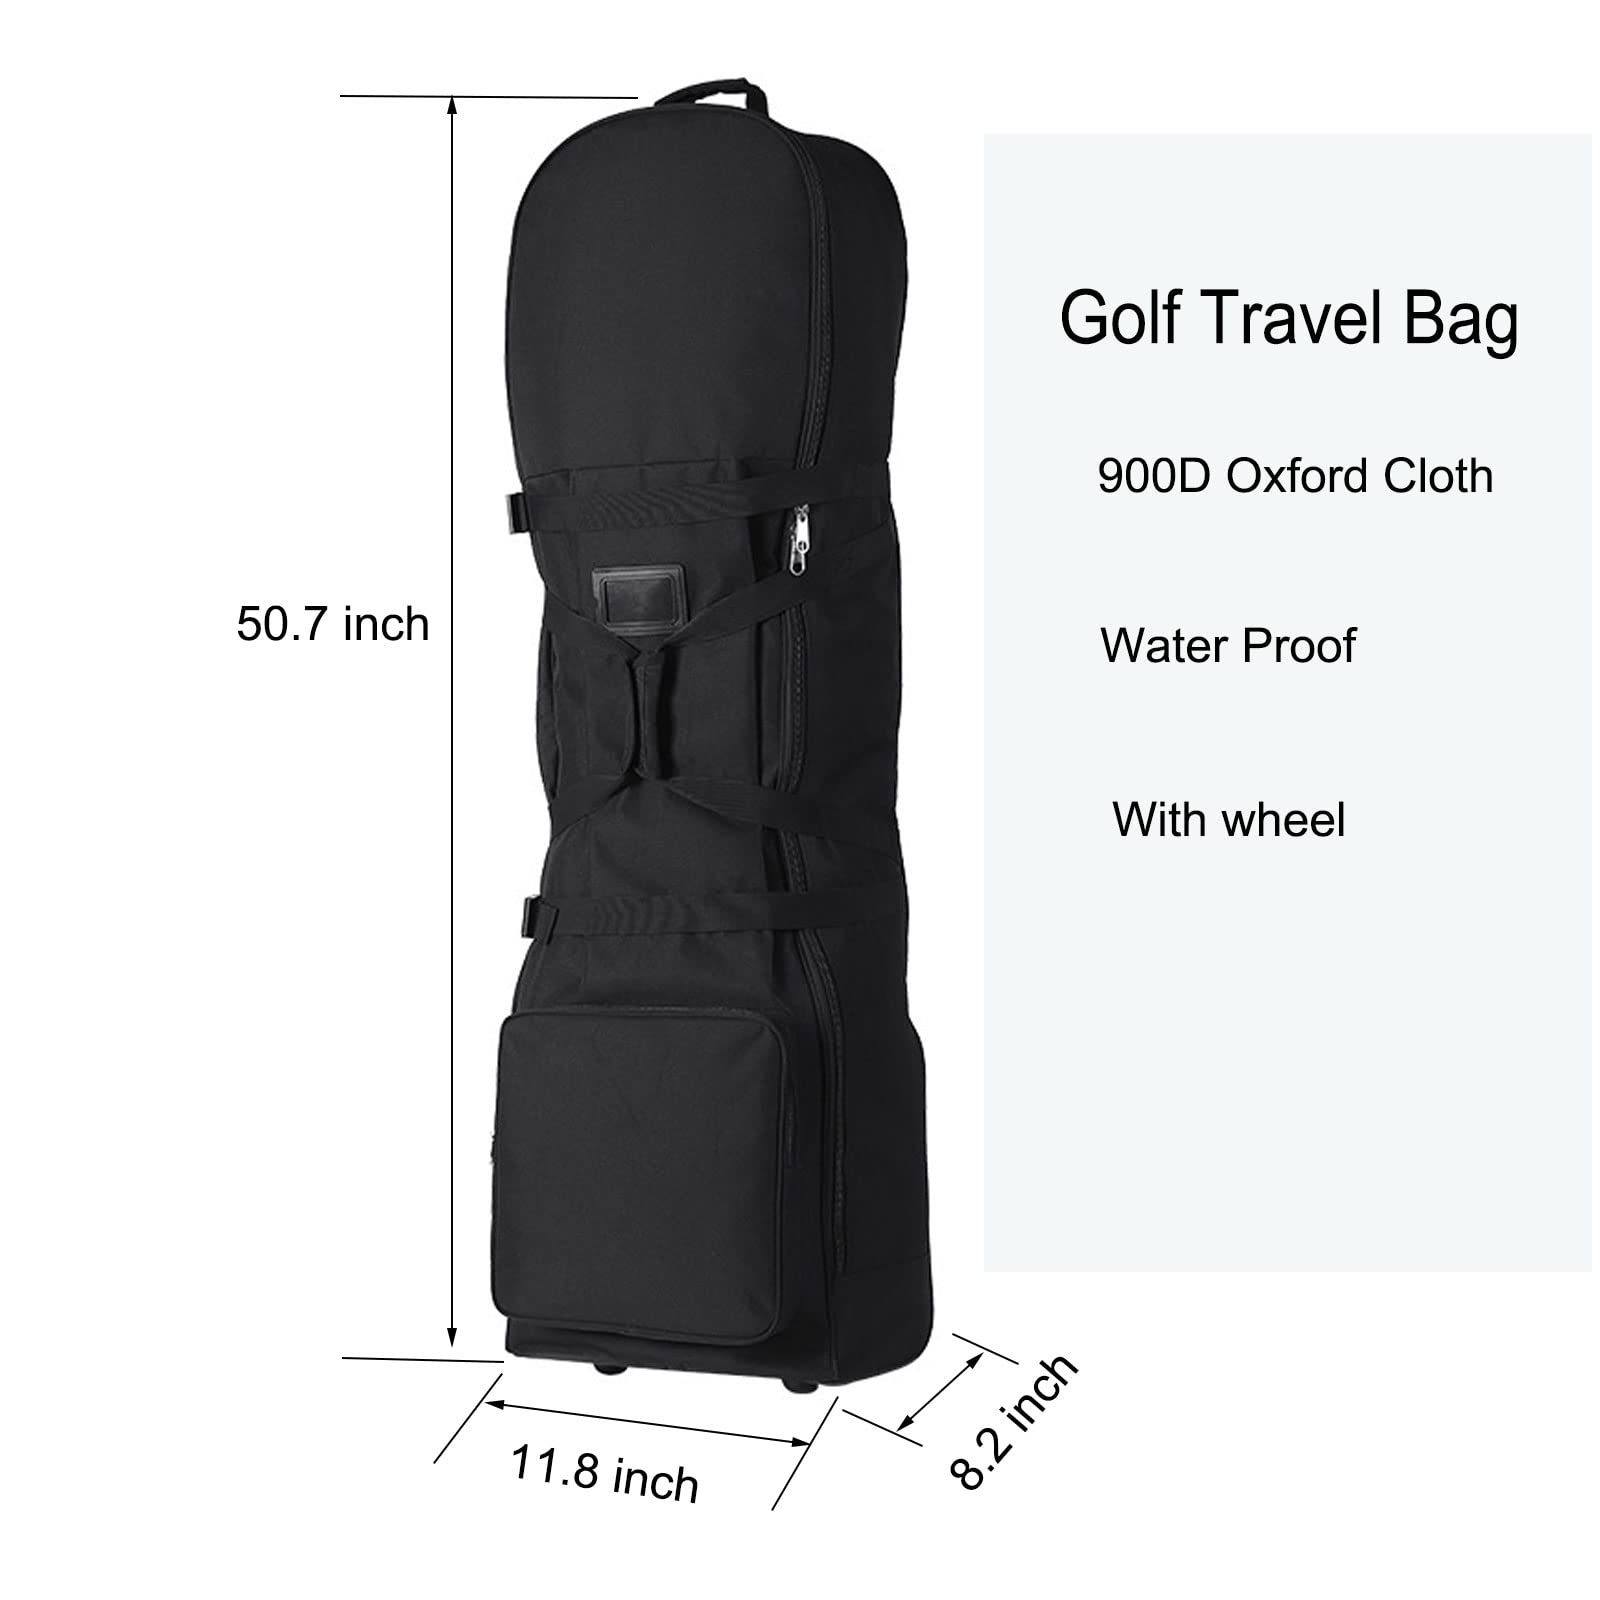 Golf Travel Bag
900D Oxford Cloth
Water Proof
With wheel
50.7 inch
11.8 inch
8.2 inch